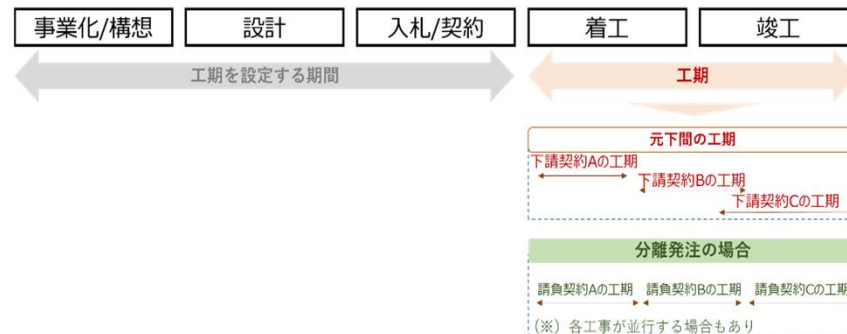 事業化/構想
設計
入札/契約
着工
竣工
工期を設定する期間
工期
元下間の工期
下請契約Aの工期
下請契約Bの工期
下請契約Cの工期
分離発注の場合
請負契約Aの工期
請負契約Bの工期
請負契約Cの工期
(※) 各工事が並行する場合もあり